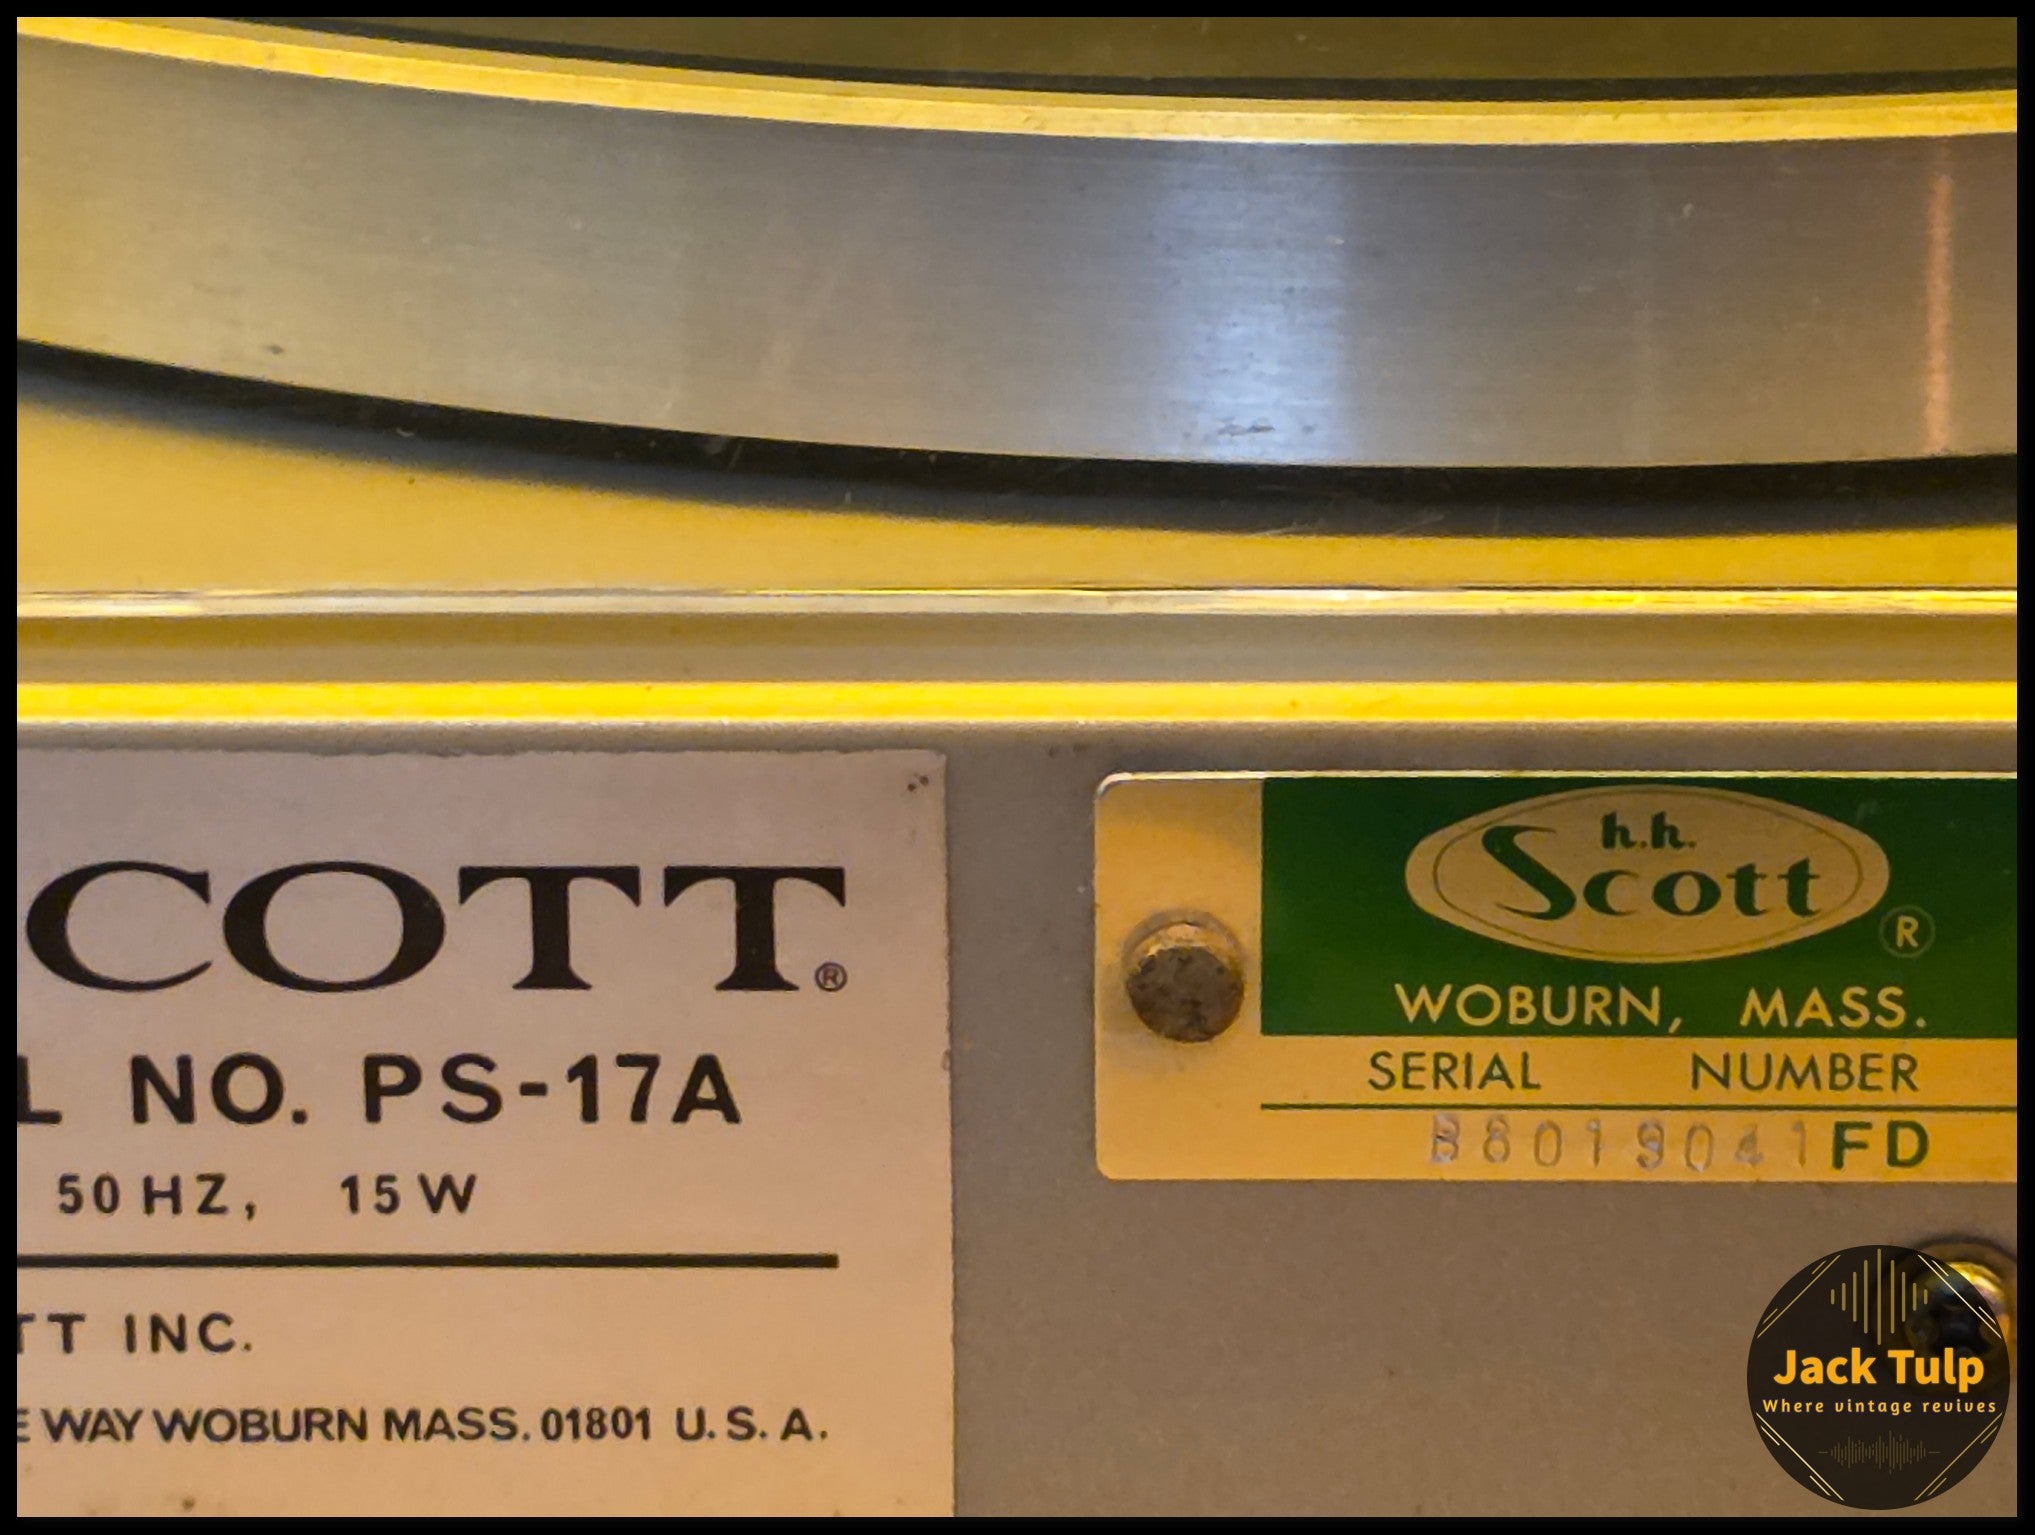 COTT®
L NO. PS-17A
50 HZ, 15 W
TT INC.
E WAY WOBURN MASS. 01801 U.S.A.
h.h.
Scott
®
WOBURN, MASS.
SERIAL NUMBER
B8019041FD
Jack Tulp
Where vintage revives